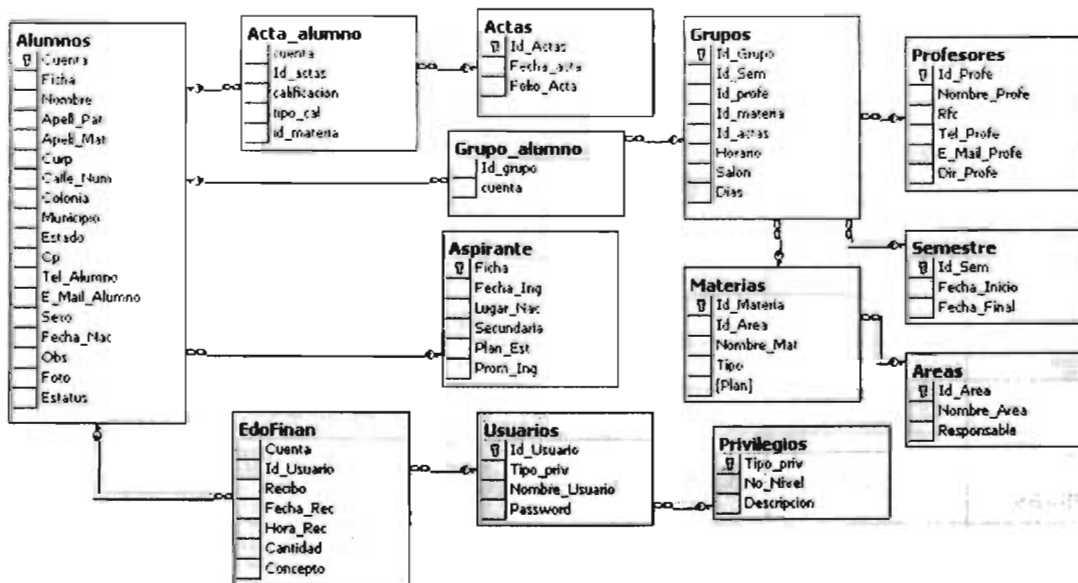 Alumnos
Cuenta
Ficha
Nombre
Apell_Pat
Apell_Mat
Curp
Calle_Num
Colonia
Municipio
Estado
Cp
Tel_Alumno
E_Mail_Alumno
Sexo
Fecha_Nac
Obs
Foto
Estatus
Acta_alumno
cuenta
Id_actas
calificacion
tipo_cal
id_materia
Actas
Id_Actas
Fecha_acta
Folio_Acta
Grupo_alumno
Id_grupo
cuenta
Grupos
Id_Grupo
Id_Sem
Id_profe
Id_materia
Id_actas
Horario
Salon
Dias
Profesores
Id_Profe
Nombre_Profe
Rfc
Tel_Profe
E_Mail_Profe
Dir_Profe
Aspirante
Ficha
Fecha_Ing
Lugar_Nac
Secundaria
Plan_Est
Prom_Ing
Materias
Id_Materia
Id_Area
Nombre_Mat
Tipo
[Plan]
Semestre
Id_Sem
Fecha_Inicio
Fecha_Final
Areas
Id_Area
Nombre_Area
Responsable
EdoFinan
Cuenta
Id_Usuario
Recibo
Fecha_Rec
Hora_Rec
Cantidad
Concepto
Usuarios
Id_Usuario
Tipo_priv
Nombre_Usuario
Password
Privilegios
Tipo_priv
No_Nivel
Descripcion